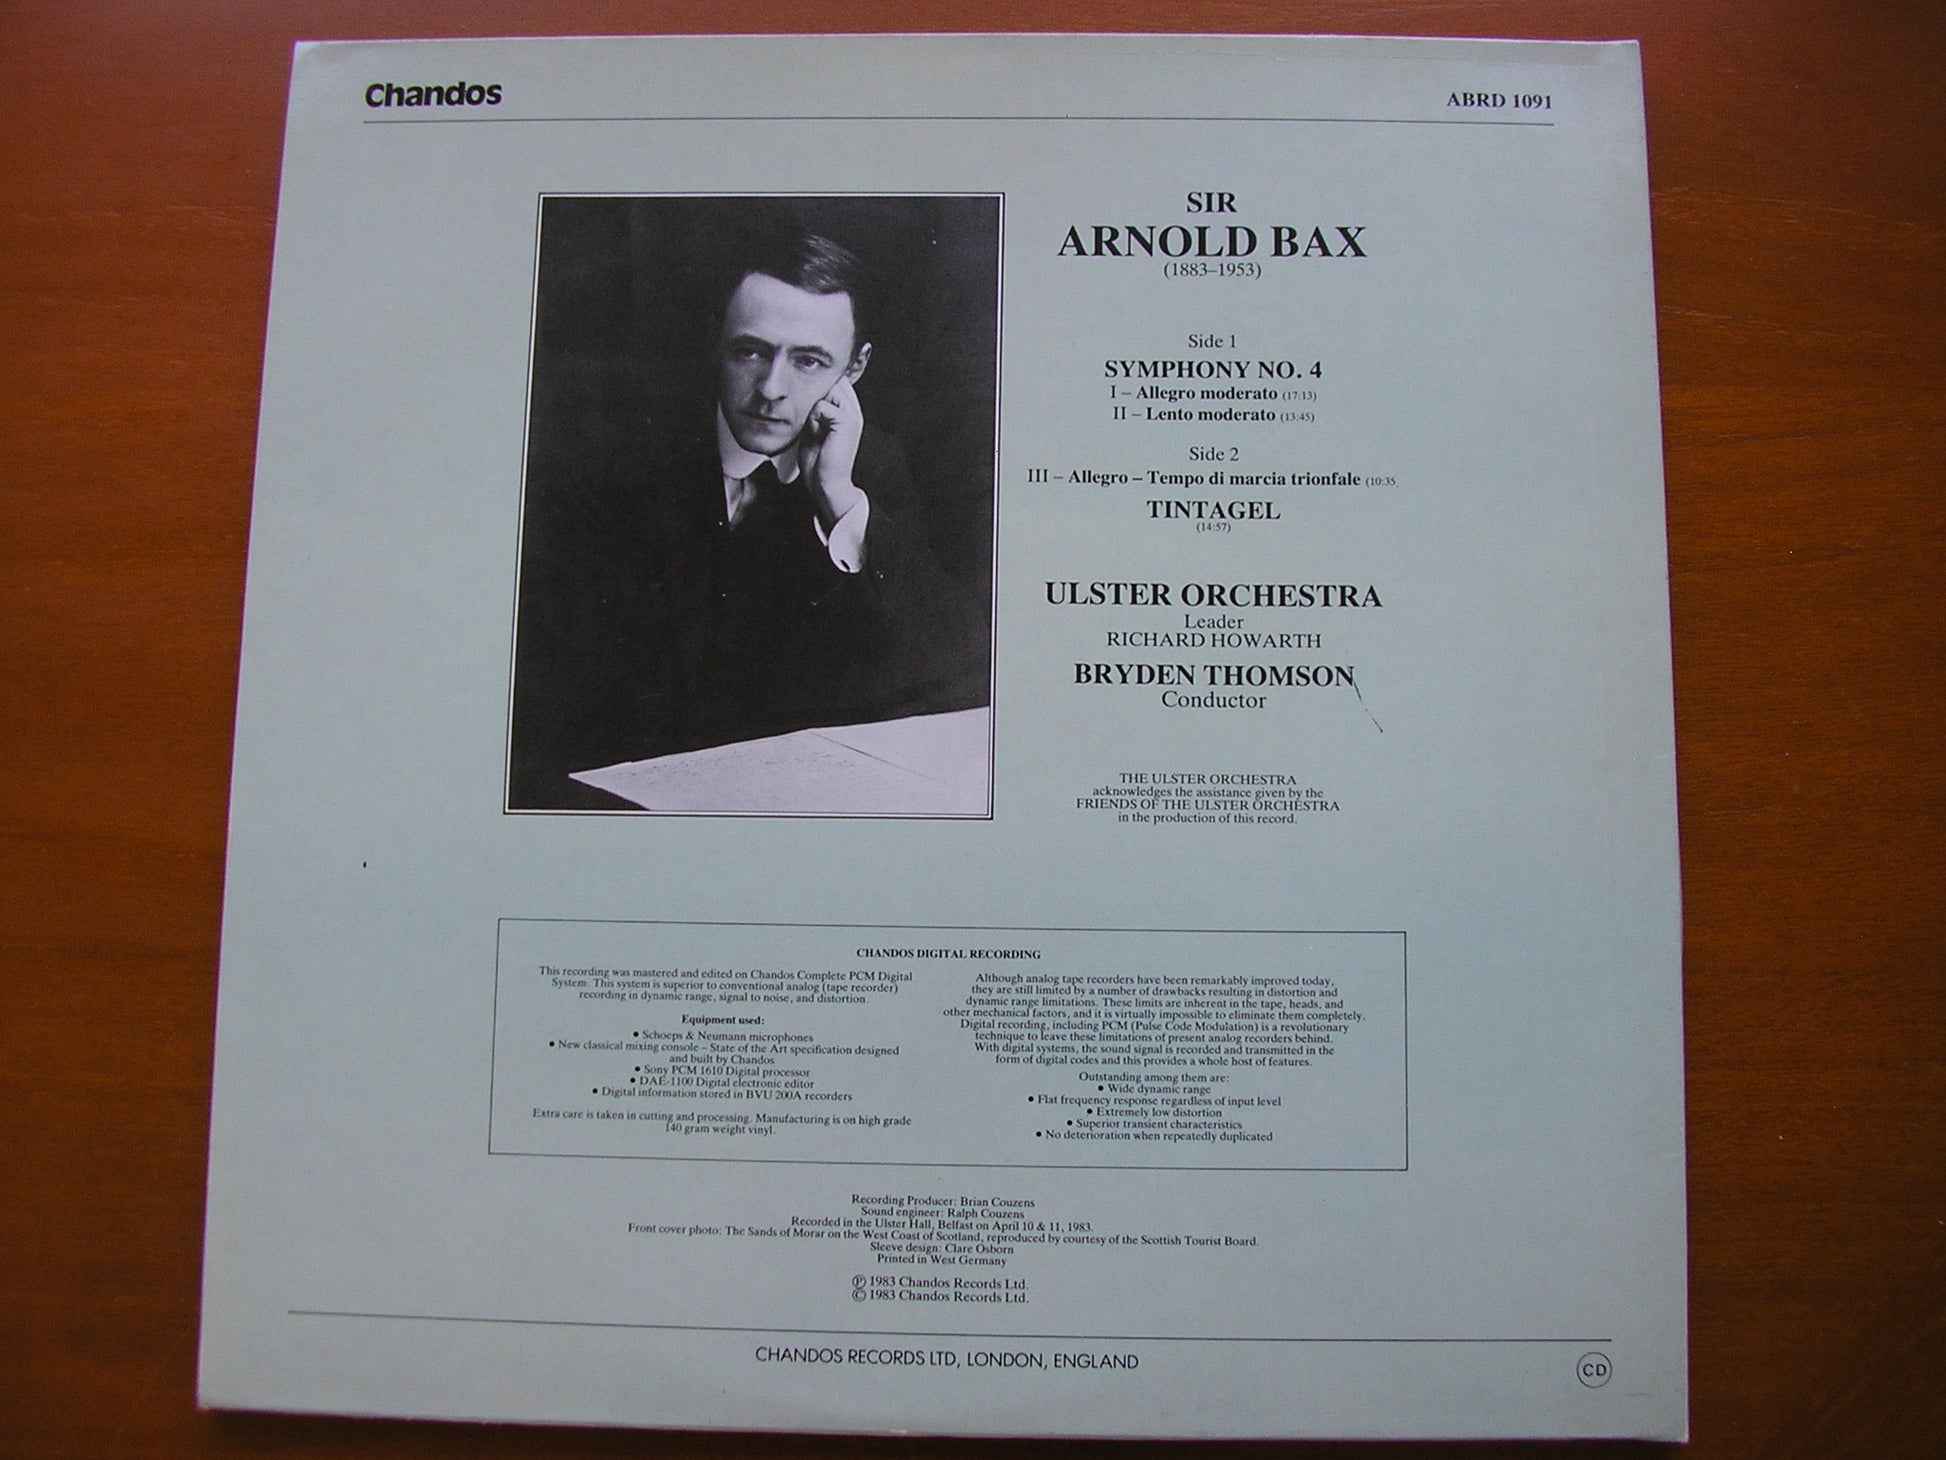 Chandos
ABRD 1091
SIR
ARNOLD BAX
(1883–1953)
Side 1
SYMPHONY NO. 4
I – Allegro moderato (17:13)
II – Lento moderato (13:45)
Side 2
III – Allegro – Tempo di marcia trionfale (10:35
TINTAGEL
(14:57)
ULSTER ORCHESTRA
Leader
RICHARD HOWARTH
BRYDEN THOMSON
Conductor
THE ULSTER ORCHESTRA
acknowledges the assistance given by the
FRIENDS OF THE ULSTER ORCHESTRA
in the production of this record.
CHANDOS DIGITAL RECORDING
This recording was mastered and edited on Chandos Complete PCM Digital
System. This system is superior to conventional analog (tape recorder)
recording in dynamic range, signal to noise, and distortion.
Equipment used:
● Schoeps & Neumann microphones
● New classical mixing console – State of the Art specification designed
and built by Chandos
● Sony PCM 1610 Digital processor
● DAE-1100 Digital electronic editor
● Digital information stored in BVU 200A recorders
Extra care is taken in cutting and processing. Manufacturing is on high grade
140 gram weight vinyl.
Although analog tape recorders have been remarkably improved today,
they are still limited by a number of drawbacks resulting in distortion and
dynamic range limitations. These limits are inherent in the tape, heads, and
other mechanical factors, and it is virtually impossible to eliminate them completely.
Digital recording, including PCM (Pulse Code Modulation) is a revolutionary
technique to leave these limitations of present analog recorders behind.
With digital systems, the sound signal is recorded and transmitted in the
form of digital codes and this provides a whole host of features.
Outstanding among them are:
● Wide dynamic range
● Flat frequency response regardless of input level
● Extremely low distortion
● Superior transient characteristics
● No deterioration when repeatedly duplicated
Recording Producer: Brian Couzens
Sound engineer: Ralph Couzens
Recorded in the Ulster Hall, Belfast on April 10 & 11, 1983.
Front cover photo: The Sands of Morar on the West Coast of Scotland, reproduced by courtesy of the Scottish Tourist Board.
Sleeve design: Clare Osborn
Printed in West Germany
℗ 1983 Chandos Records Ltd.
© 1983 Chandos Records Ltd.
CHANDOS RECORDS LTD, LONDON, ENGLAND
CD